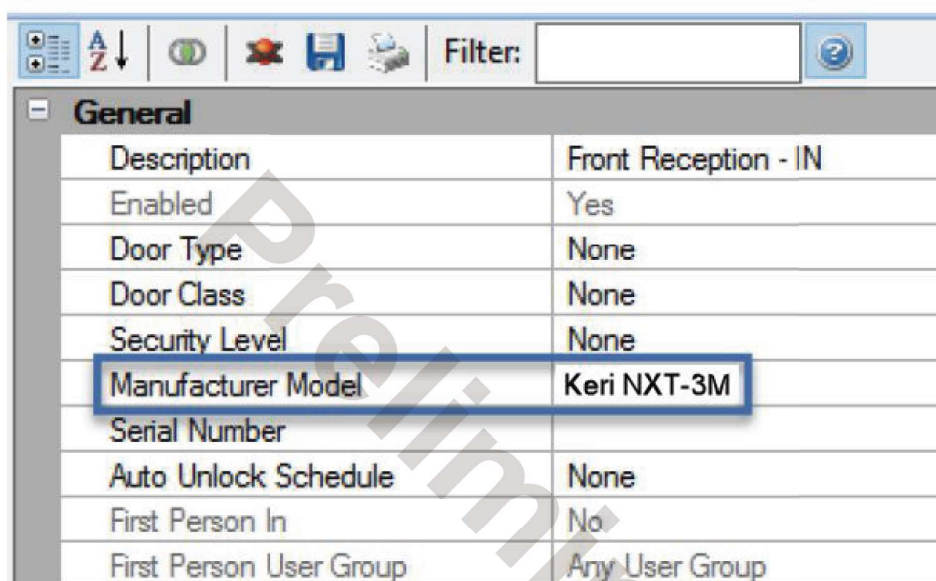 Filter:
General
Description Front Reception - IN
Enabled Yes
Door Type None
Door Class None
Security Level None
Manufacturer Model Keri NXT-3M
Serial Number
Auto Unlock Schedule None
First Person In No
First Person User Group Any User Group